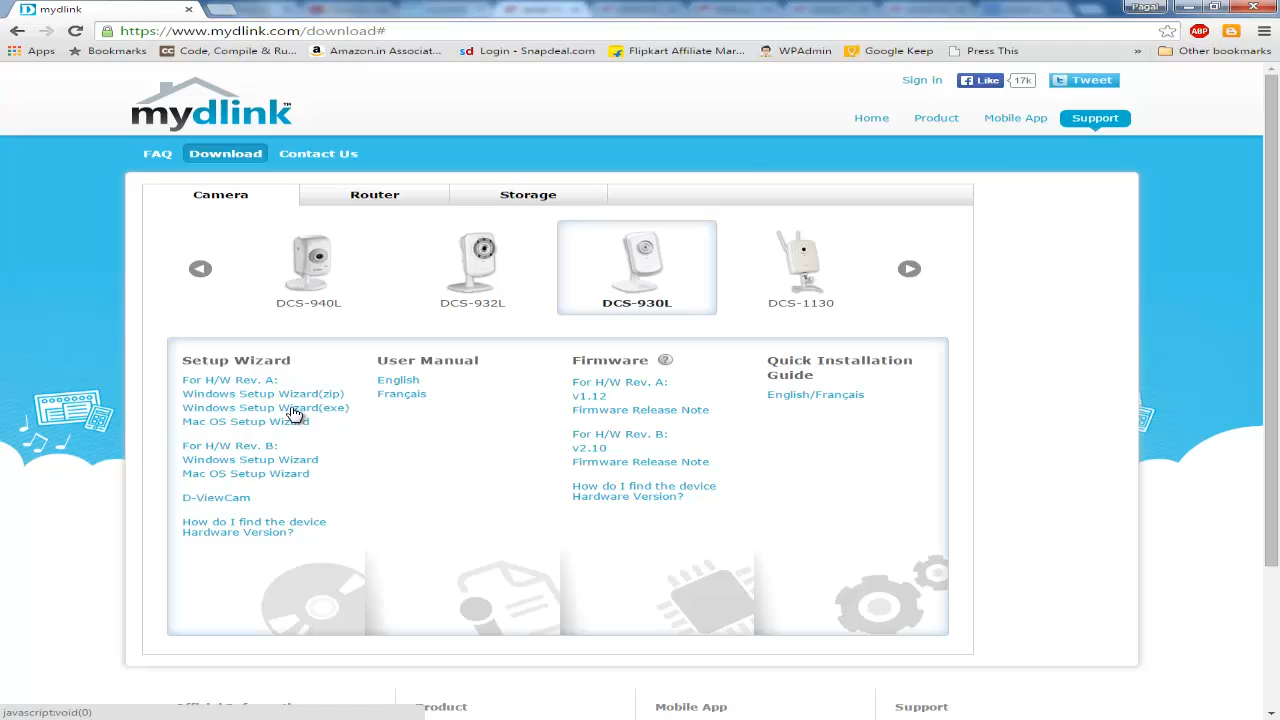 mydlink
Pagal
https://www.mydlink.com/download#
ABP
Apps
Bookmarks
CC Code, Compile & Ru...
a Amazon.in Associat...
sd Login - Snapdeal.com
Flipkart Affiliate Mar...
WPAdmin
Google Keep
Press This
»
Other bookmarks
mydlink™
Sign in
Like
17k
Tweet
Home
Product
Mobile App
Support
FAQ
Download
Contact Us
Camera
Router
Storage
DCS-940L
DCS-932L
DCS-930L
DCS-1130
Setup Wizard
For H/W Rev. A:
Windows Setup Wizard(zip)
Windows Setup Wizard(exe)
Mac OS Setup Wizard
For H/W Rev. B:
Windows Setup Wizard
Mac OS Setup Wizard
D-ViewCam
How do I find the device
Hardware Version?
User Manual
English
Français
Firmware ?
For H/W Rev. A:
v1.12
Firmware Release Note
For H/W Rev. B:
v2.10
Firmware Release Note
How do I find the device
Hardware Version?
Quick Installation
Guide
English/Français
Product
Mobile App
Support
javascript:void(0)